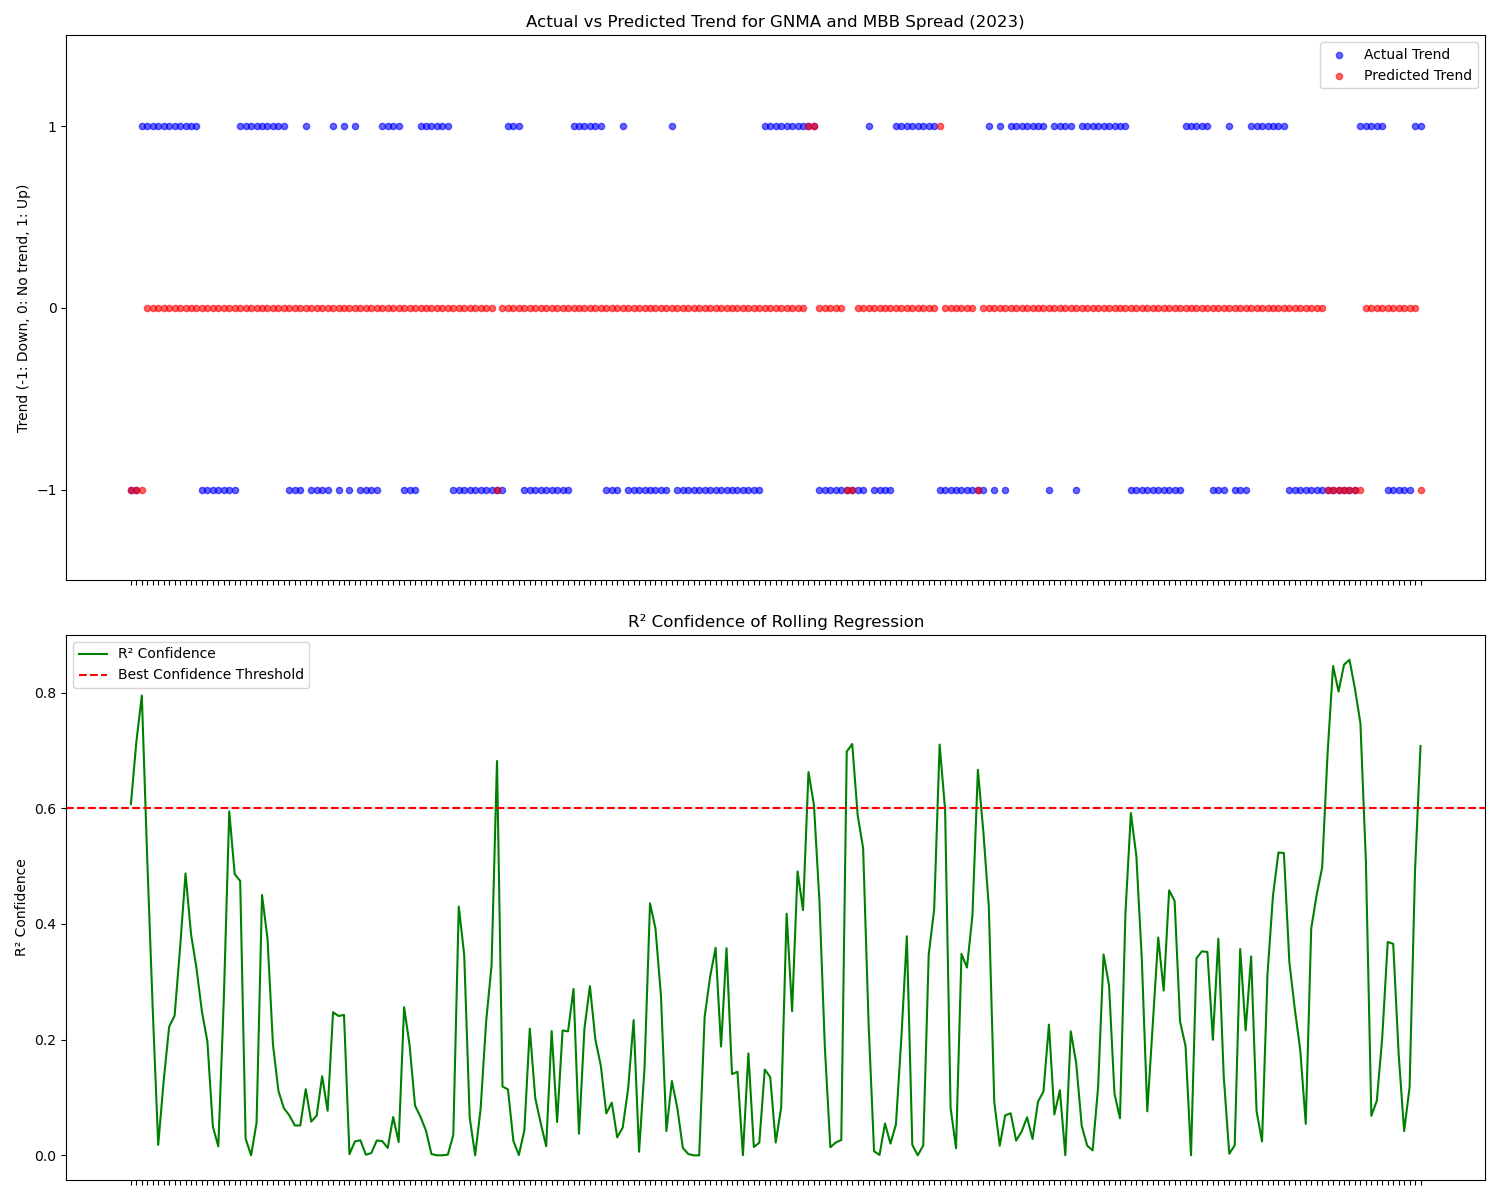 Actual vs Predicted Trend for GNMA and MBB Spread (2023)
Actual Trend
Predicted Trend
Trend (-1: Down, 0: No trend, 1: Up)
1
0
−1
R² Confidence of Rolling Regression
R² Confidence
Best Confidence Threshold
R² Confidence
0.8
0.6
0.4
0.2
0.0